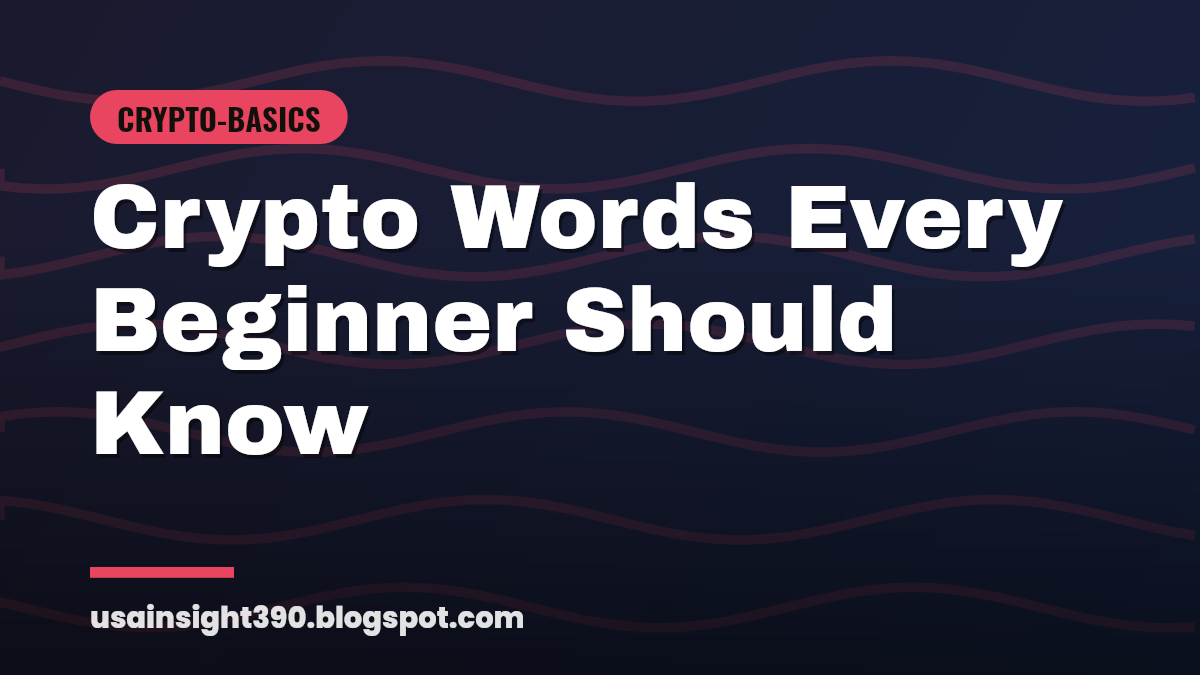 CRYPTO-BASICS
Crypto Words Every
Beginner Should
Know
usainsight390.blogspot.com